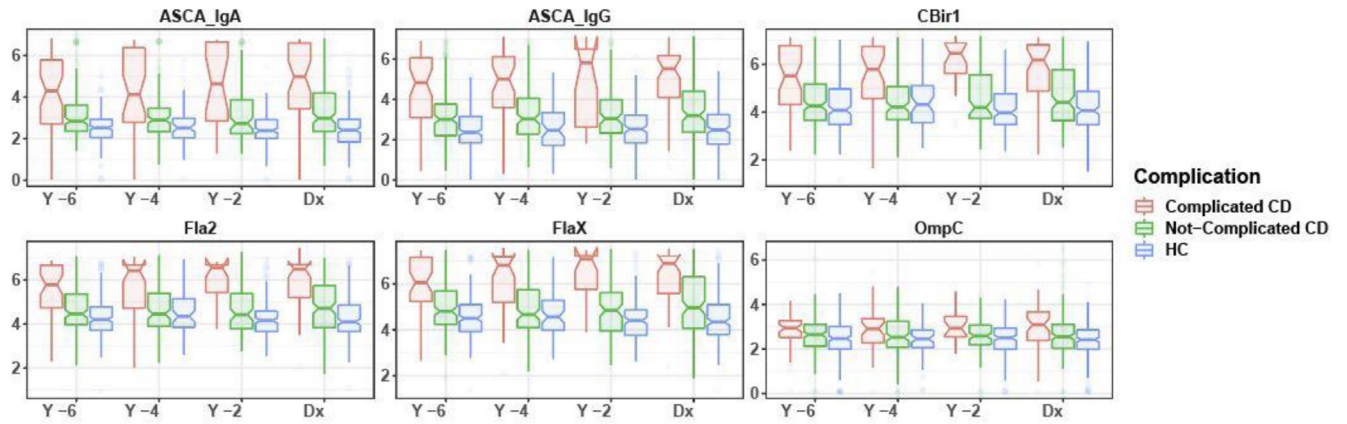 ASCA_IgA ASCA_IgG CBir1
6 6 6
4 4 4
2 2 2
0 0
Y −6 Y −4 Y −2 Dx Y −6 Y −4 Y −2 Dx Y −6 Y −4 Y −2 Dx
Complication
Complicated CD
Not−Complicated CD
HC
Fla2 FlaX OmpC
6 6 6
4 4 4
2 2 2
0
Y −6 Y −4 Y −2 Dx Y −6 Y −4 Y −2 Dx Y −6 Y −4 Y −2 Dx